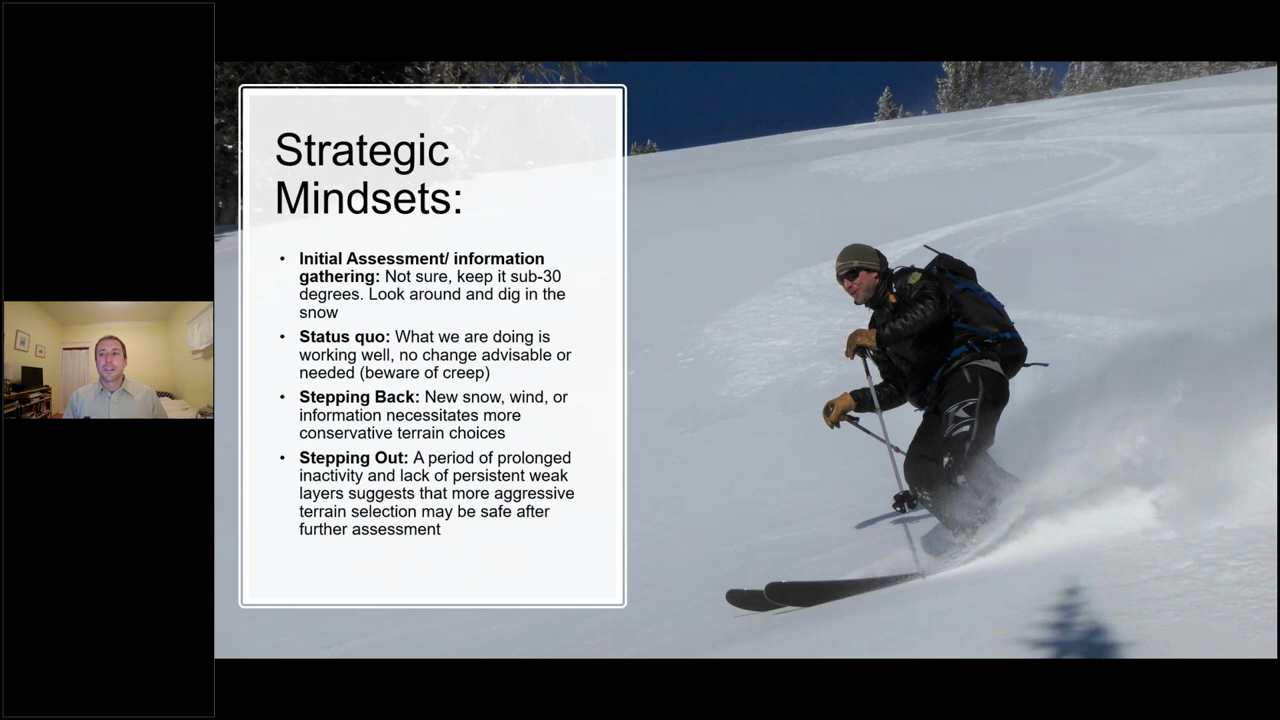 Strategic
Mindsets:
• Initial Assessment/ information
gathering: Not sure, keep it sub-30
degrees. Look around and dig in the
snow
• Status quo: What we are doing is
working well, no change advisable or
needed (beware of creep)
• Stepping Back: New snow, wind, or
information necessitates more
conservative terrain choices
• Stepping Out: A period of prolonged
inactivity and lack of persistent weak
layers suggests that more aggressive
terrain selection may be safe after
further assessment